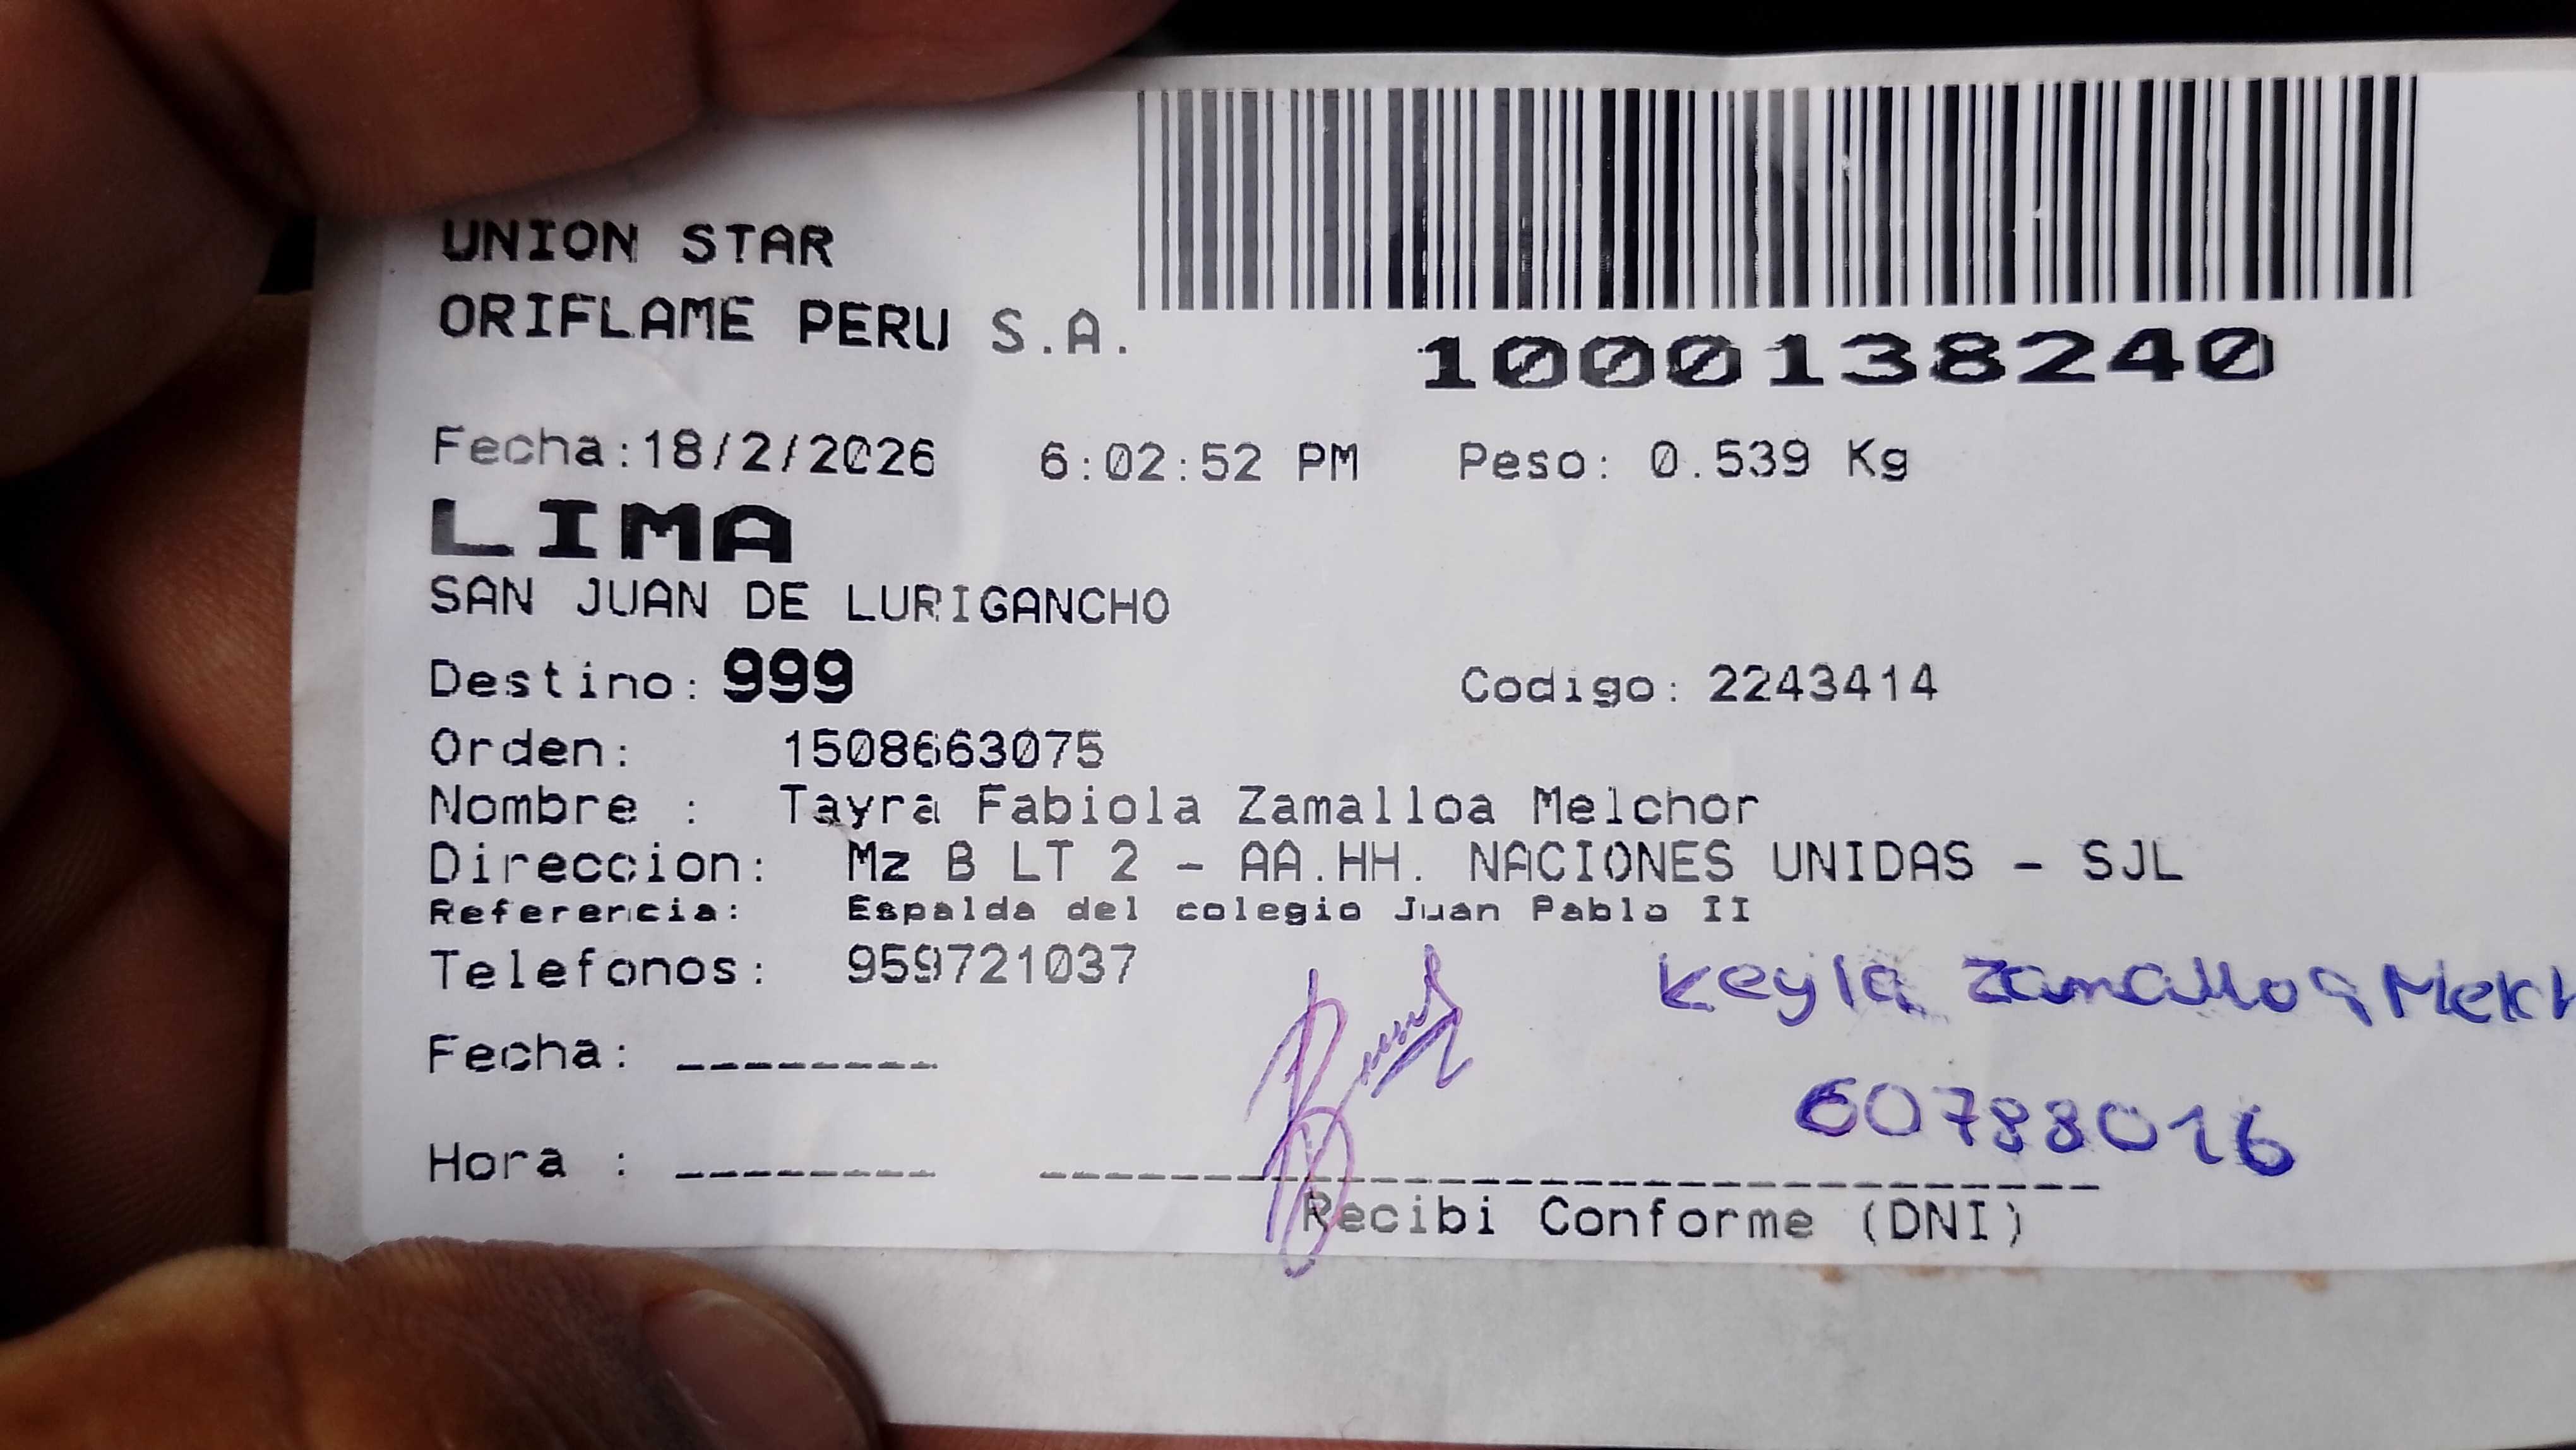 UNION STAR
ORIFLAME PERU S.A.
1000138240
Fecha:18/2/2026 6:02:52 PM Peso: 0.539 Kg
LIMA
SAN JUAN DE LURIGANCHO
Destino: 999 Codigo: 2243414
Orden: 1508663075
Nombre : Tayra Fabiola Zamalloa Melchor
Direccion: Mz B LT 2 - AA.HH. NACIONES UNIDAS - SJL
Referencia: Espalda del colegio Juan Pablo II
Telefonos: 959721037
Keyla Zamalloa
Fecha: --------
60788016
Hora : --------
Recibi Conforme (DNI)